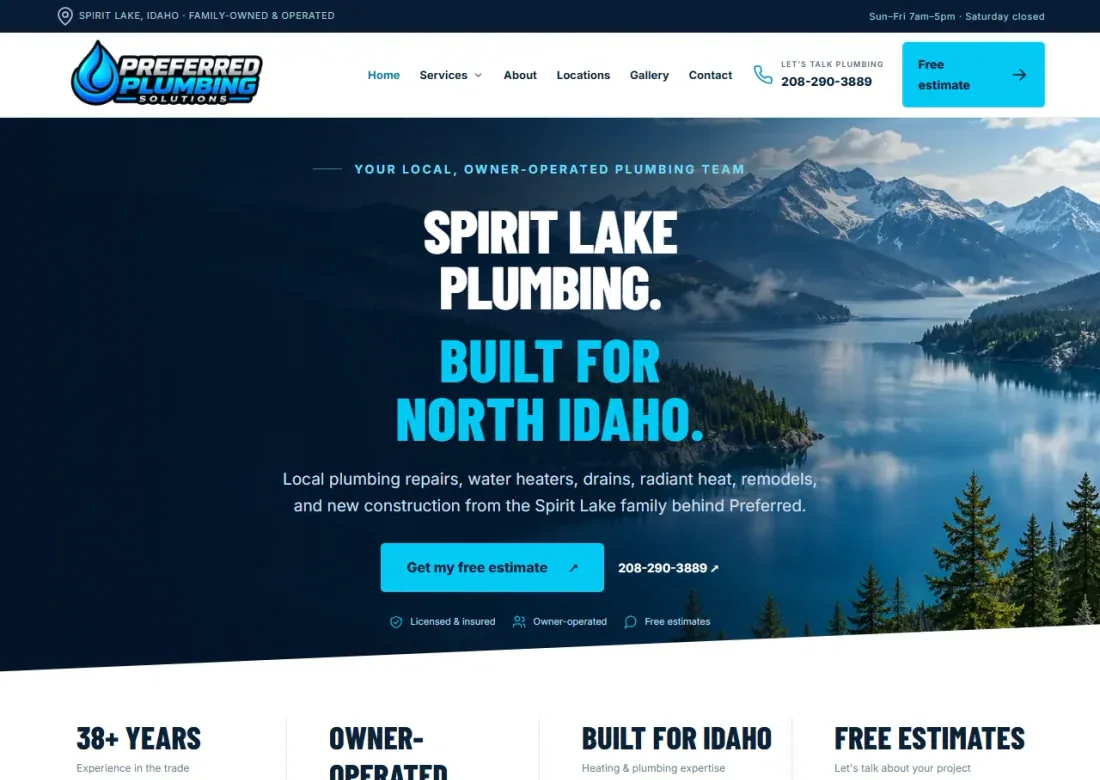 SPIRIT LAKE, IDAHO · FAMILY-OWNED & OPERATED
Sun–Fri 7am–5pm · Saturday closed
PREFERRED
PLUMBING
SOLUTIONS
Home
Services
About
Locations
Gallery
Contact
LET'S TALK PLUMBING
208-290-3889
Free
estimate
YOUR LOCAL, OWNER-OPERATED PLUMBING TEAM
SPIRIT LAKE
PLUMBING.
BUILT FOR
NORTH IDAHO.
Local plumbing repairs, water heaters, drains, radiant heat, remodels,
and new construction from the Spirit Lake family behind Preferred.
Get my free estimate ↗
208-290-3889 ↗
Licensed & insured
Owner-operated
Free estimates
38+ YEARS
Experience in the trade
OWNER-
OPERATED
BUILT FOR IDAHO
Heating & plumbing expertise
FREE ESTIMATES
Let's talk about your project